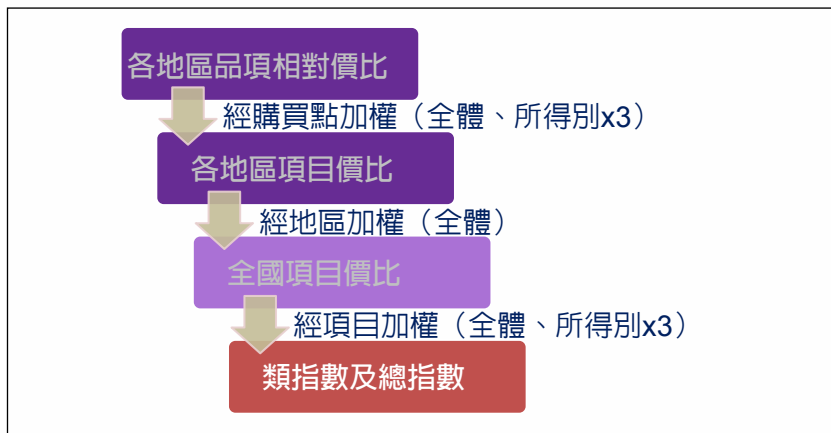 各地區品項相對價比
經購買點加權（全體、所得別x3）
各地區項目價比
經地區加權（全體）
全國項目價比
經項目加權（全體、所得別x3）
類指數及總指數